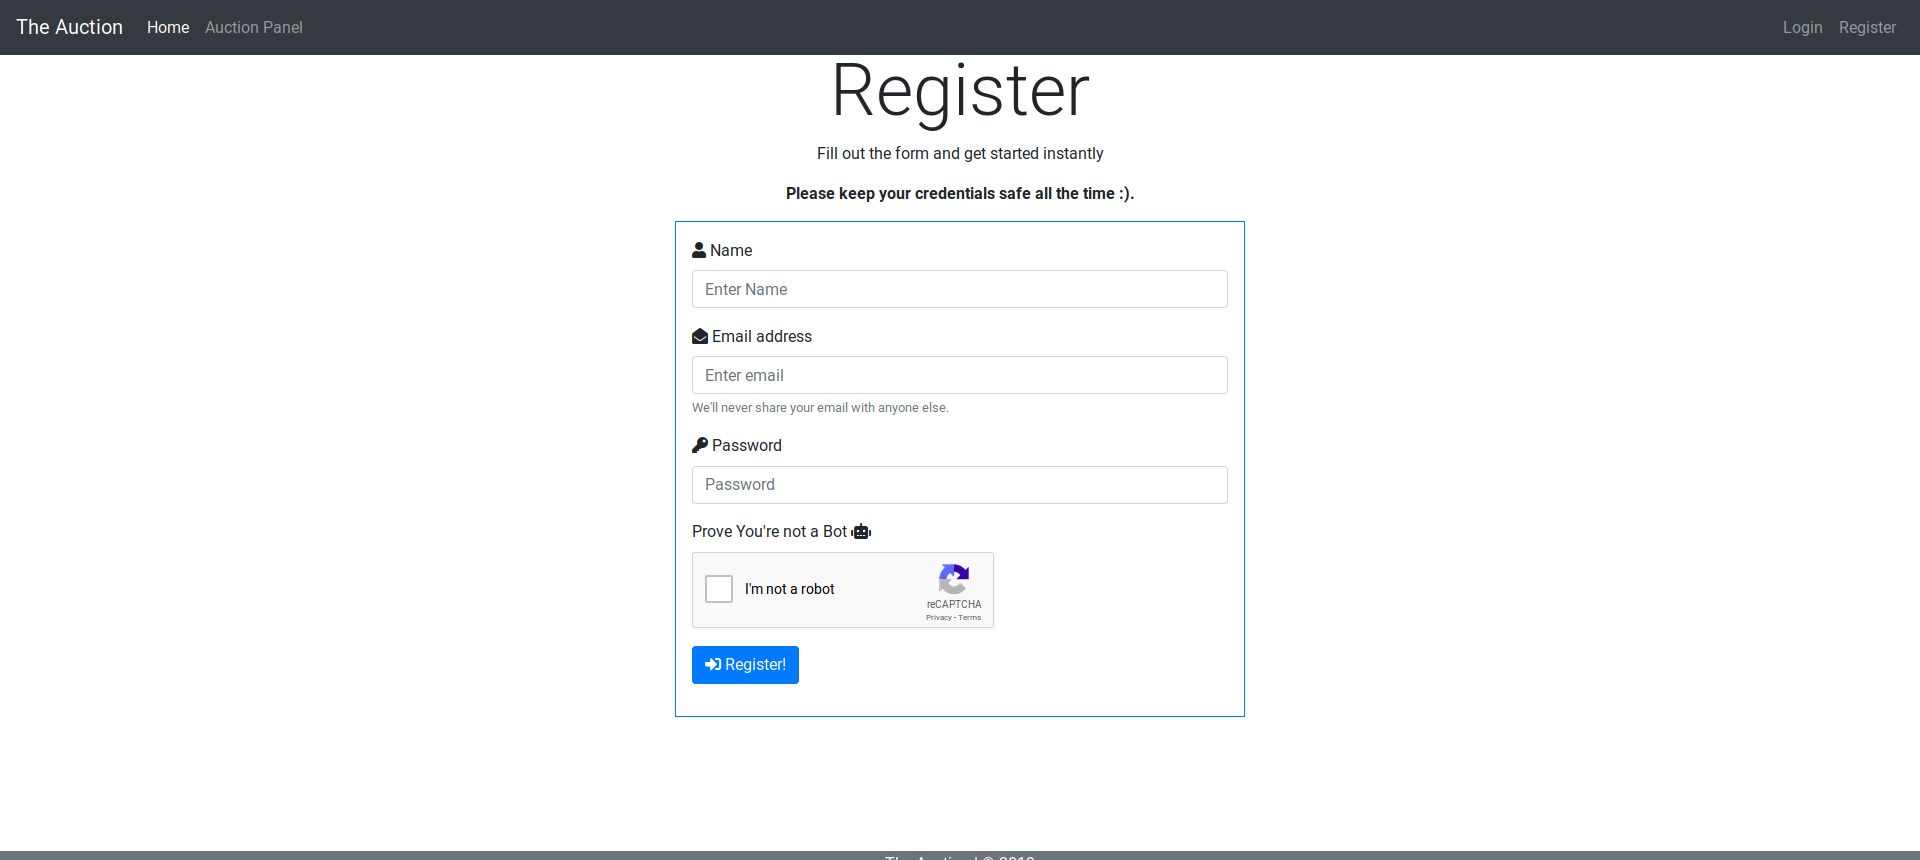 The Auction Home Auction Panel Login Register
Register
Fill out the form and get started instantly
Please keep your credentials safe all the time :).
Name
Enter Name
Email address
Enter email
We'll never share your email with anyone else.
Password
Password
Prove You're not a Bot
I'm not a robot
reCAPTCHA
Privacy - Terms
Register!